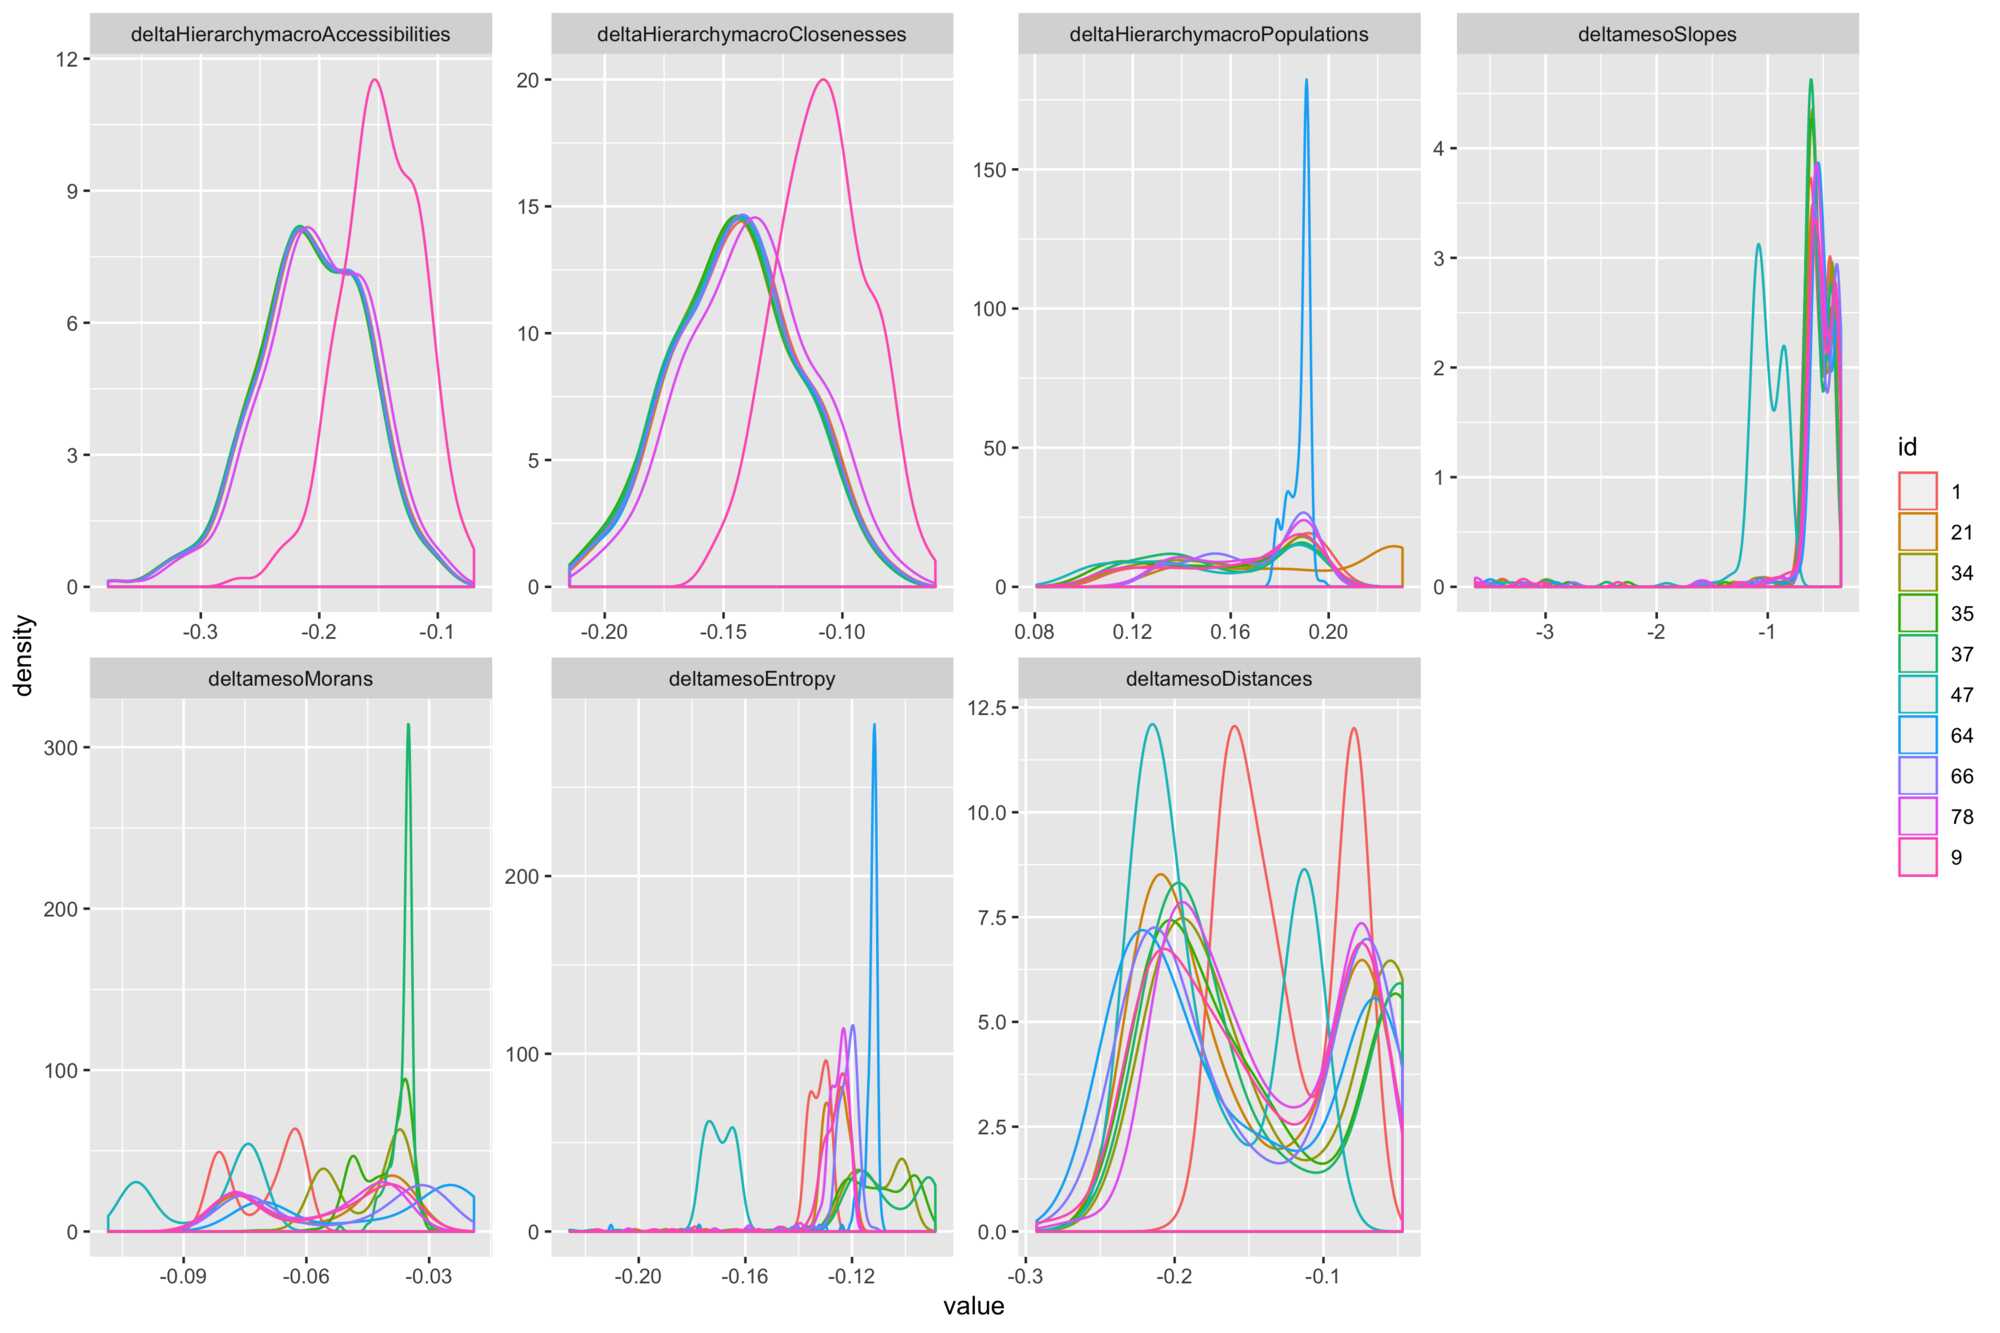 deltaHierarchymacroAccessibilities
deltaHierarchymacroClosenesses
deltaHierarchymacroPopulations
deltamesoSlopes
12
9
6
3
0
-0.3 -0.2 -0.1
20
15
10
5
0
-0.20 -0.15 -0.10
150
100
50
0
0.08 0.12 0.16 0.20
4
3
2
1
0
-3 -2 -1
deltamesoMorans
deltamesoEntropy
deltamesoDistances
300
200
100
0
-0.09 -0.06 -0.03
200
100
0
-0.20 -0.16 -0.12
12.5
10.0
7.5
5.0
2.5
0.0
-0.3 -0.2 -0.1
density
value
id
1
21
34
35
37
47
64
66
78
9